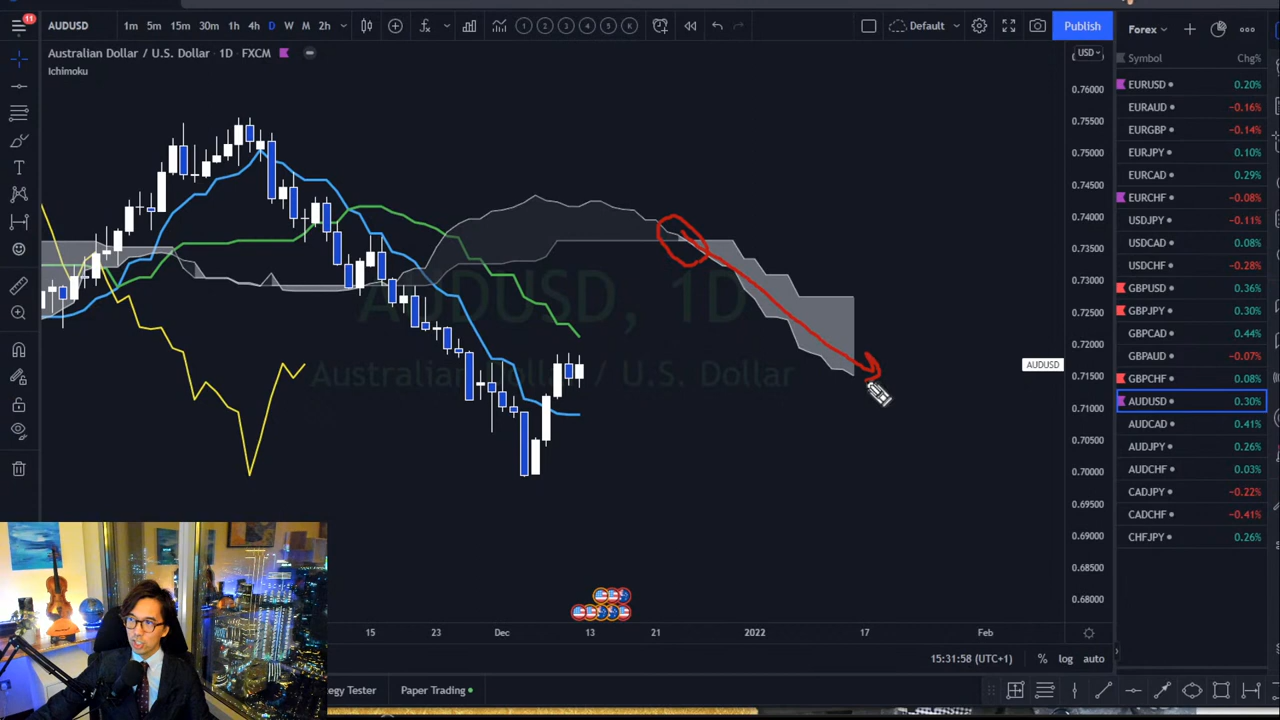 11
AUDUSD 1m 5m 15m 30m 1h 4h D W M 2h 1 2 3 4 5 K Default Publish
Australian Dollar / U.S. Dollar · 1D · FXCM
Ichimoku
USD
0.76000
0.75500
0.75000
0.74500
0.74000
0.73500
0.73000
0.72500
0.72000
0.71500
0.71000
0.70500
0.70000
0.69500
0.69000
0.68500
0.68000
AUDUSD
AUDUSD, 1D
Australian Dollar / U.S. Dollar
15 23 Dec 13 21 2022 17 Feb
15:31:58 (UTC+1) % log auto
tegy Tester Paper Trading
Forex
Symbol Chg%
EURUSD 0.20%
EURAUD −0.16%
EURGBP −0.14%
EURJPY 0.10%
EURCAD 0.29%
EURCHF −0.08%
USDJPY −0.11%
USDCAD 0.08%
USDCHF −0.28%
GBPUSD 0.36%
GBPJPY 0.30%
GBPCAD 0.44%
GBPAUD −0.07%
GBPCHF 0.08%
AUDUSD 0.30%
AUDCAD 0.41%
AUDJPY 0.26%
AUDCHF 0.03%
CADJPY −0.22%
CADCHF −0.41%
CHFJPY 0.26%